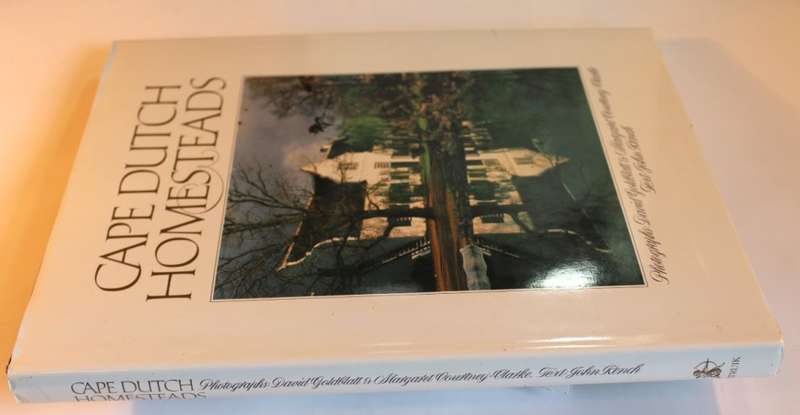 CAPE DUTCH
HOMESTEADS
Photographs David Goldblatt & Margaret Courtney-Clarke
Text John Kench
CAPE DUTCH
HOMESTEADS
Photographs David Goldblatt & Margaret Courtney-Clarke. Text John Kench
STRUIK